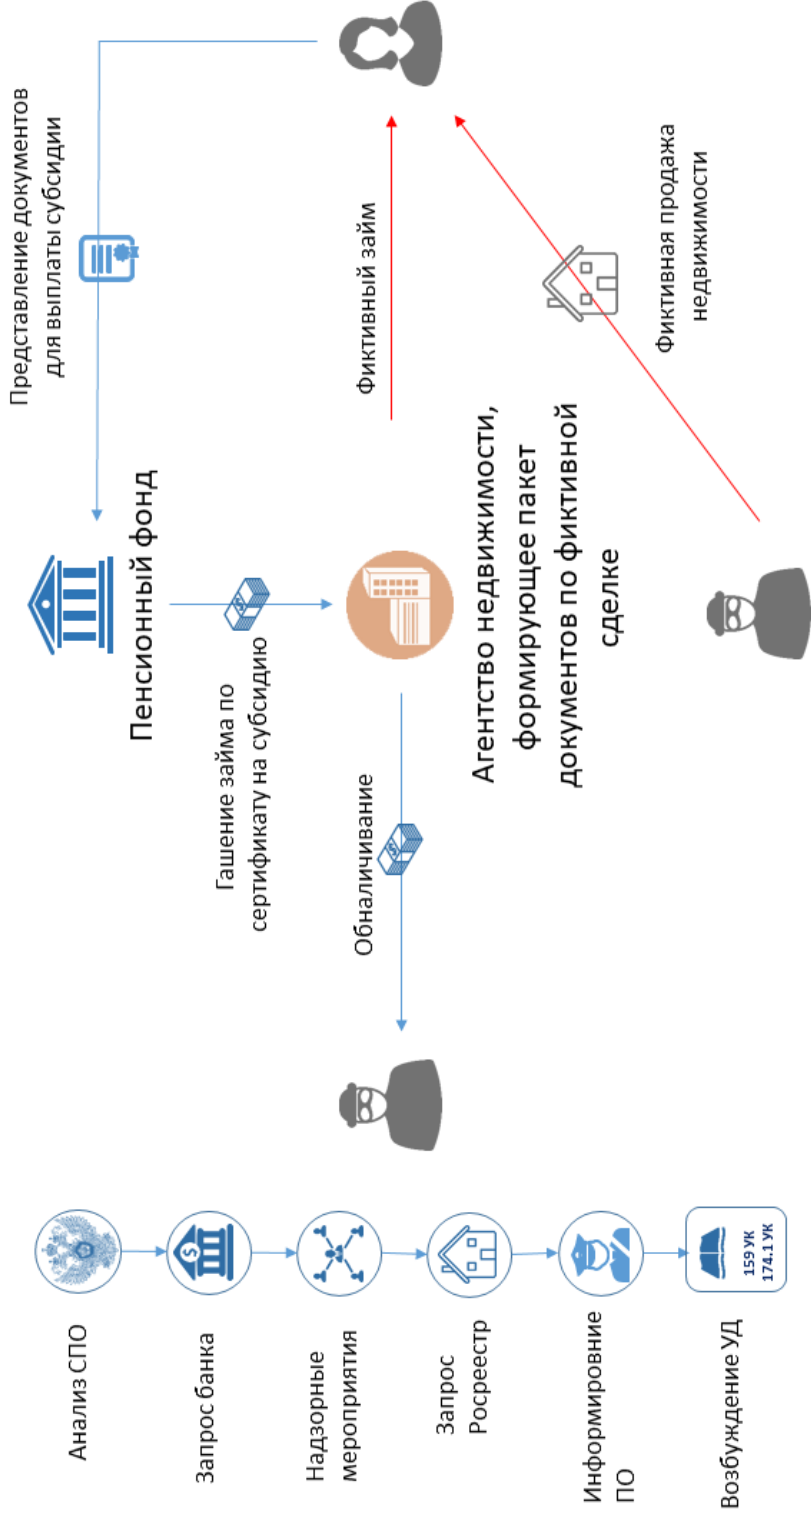 Представление документов
для выплаты субсидии
Пенсионный фонд
Гашение займа по
сертификату на субсидию
Фиктивный займ
Обналичивание
Агентство недвижимости,
формирующее пакет
документов по фиктивной
сделке
Фиктивная продажа
недвижимости
Анализ СПО
Запрос банка
Надзорные
мероприятия
Запрос
Росреестр
Информировние
ПО
159 УК
174.1 УК
Возбуждение УД